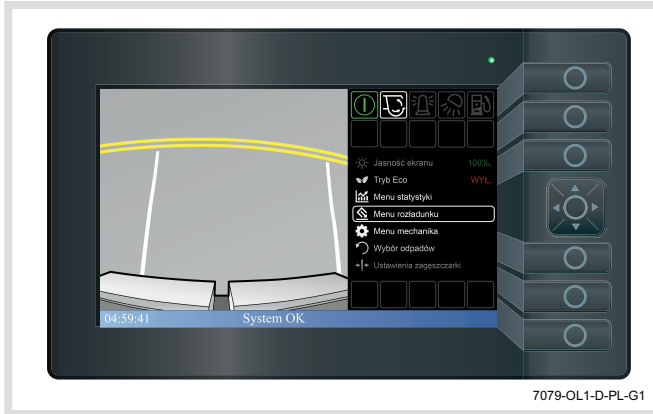 Jasność ekranu 100%
Tryb Eco WYŁ.
Menu statystyki
Menu rozładunku
Menu mechanika
Wybór odpadów
Ustawienia zagęszczarki
04:59:41 System OK
7079-OL1-D-PL-G1